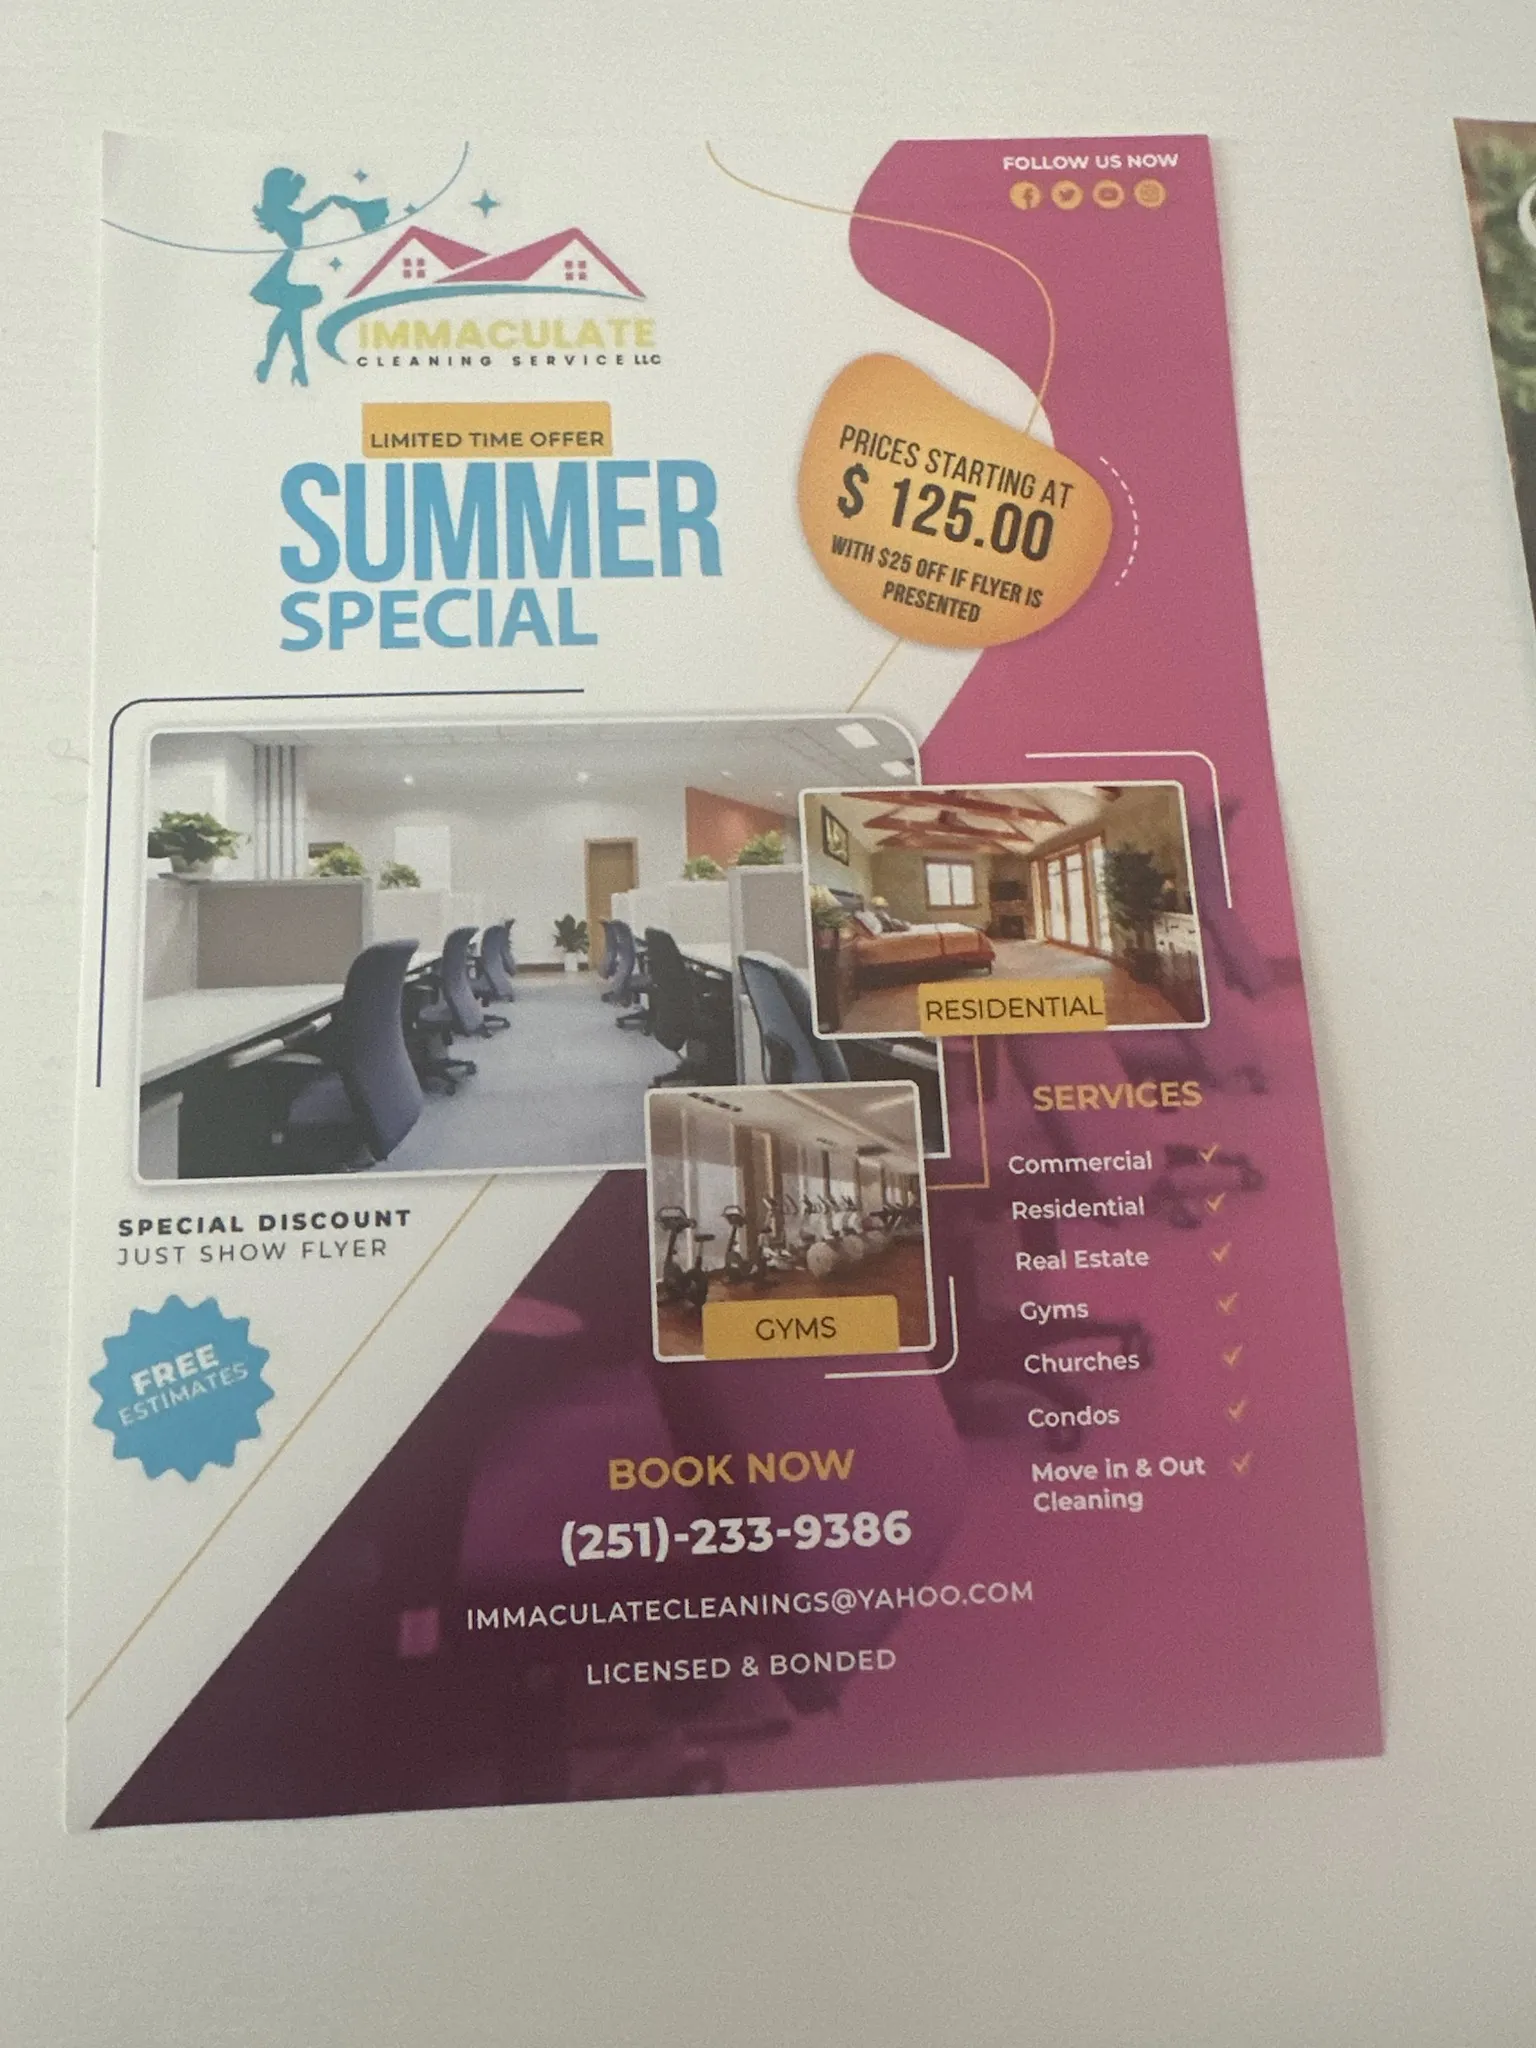 FOLLOW US NOW
IMMACULATE
CLEANING SERVICE LLC
LIMITED TIME OFFER
SUMMER
SPECIAL
PRICES STARTING AT
$ 125.00
WITH $25 OFF IF FLYER IS
PRESENTED
RESIDENTIAL
GYMS
SPECIAL DISCOUNT
JUST SHOW FLYER
FREE
ESTIMATES
SERVICES
Commercial
Residential
Real Estate
Gyms
Churches
Condos
Move in & Out
Cleaning
BOOK NOW
(251)-233-9386
IMMACULATECLEANINGS@YAHOO.COM
LICENSED & BONDED